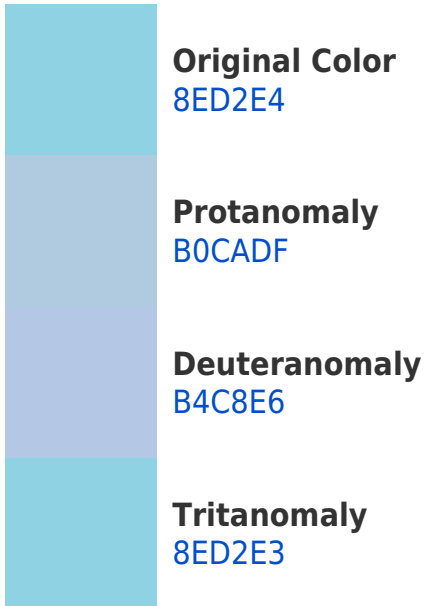 Original Color
8ED2E4
Protanomaly
B0CADF
Deuteranomaly
B4C8E6
Tritanomaly
8ED2E3